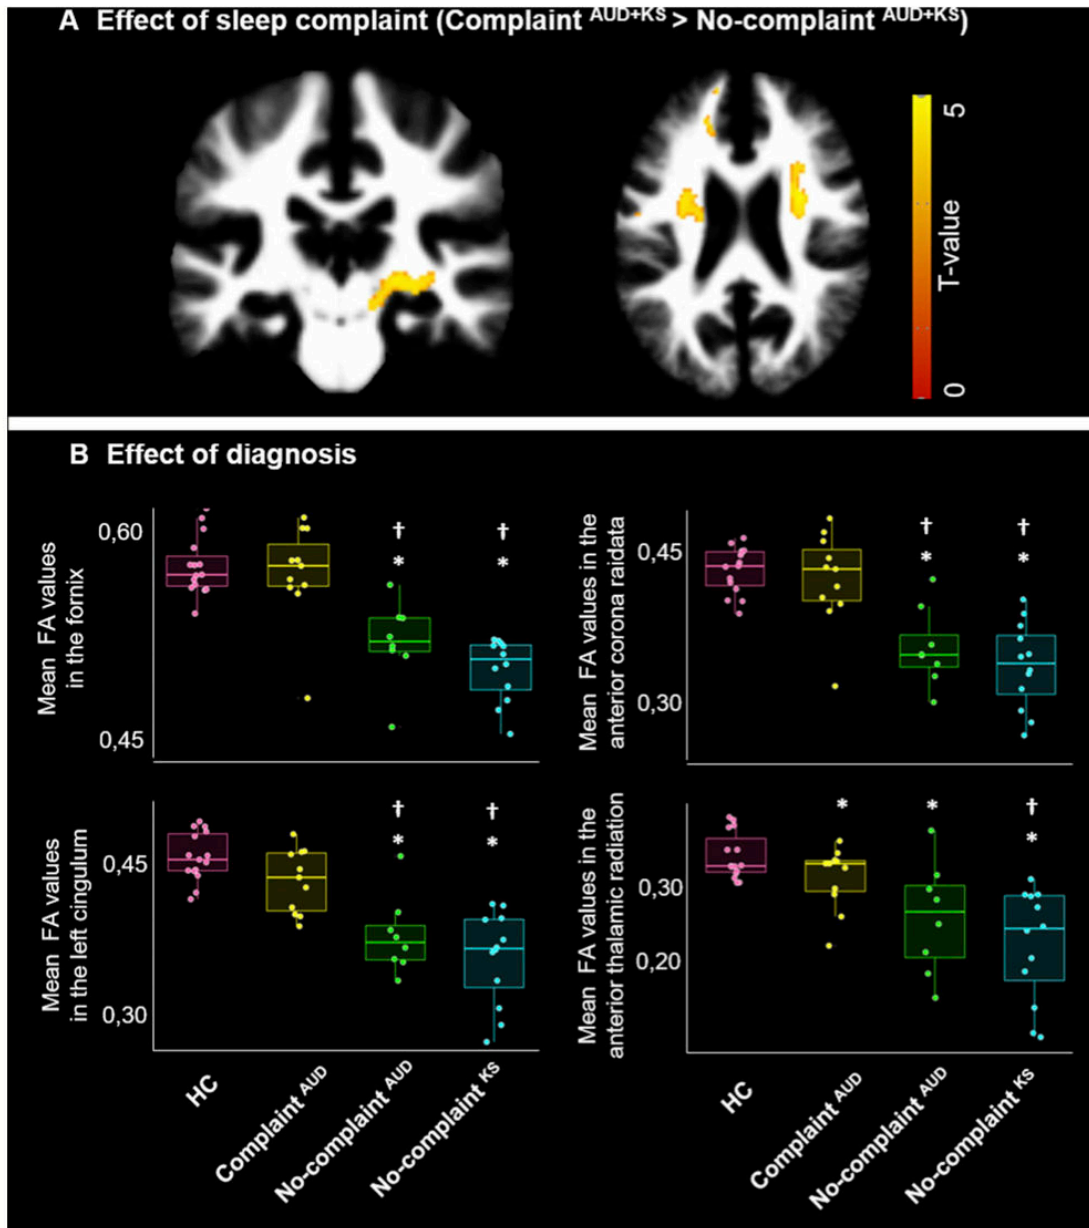 A Effect of sleep complaint (Complaint AUD+KS > No-complaint AUD+KS)
5
T-value
0
B Effect of diagnosis
Mean FA values
in the fornix
0,60
0,45
† †
* *
Mean FA values in the
anterior corona raidata
0,45
0,30
† †
* *
Mean FA values
in the left cingulum
0,45
0,30
† †
* *
Mean FA values in the
anterior thalamic radiation
0,30
0,20
* * †
*
HC
Complaint AUD
No-complaint AUD
No-complaint KS
HC
Complaint AUD
No-complaint AUD
No-complaint KS